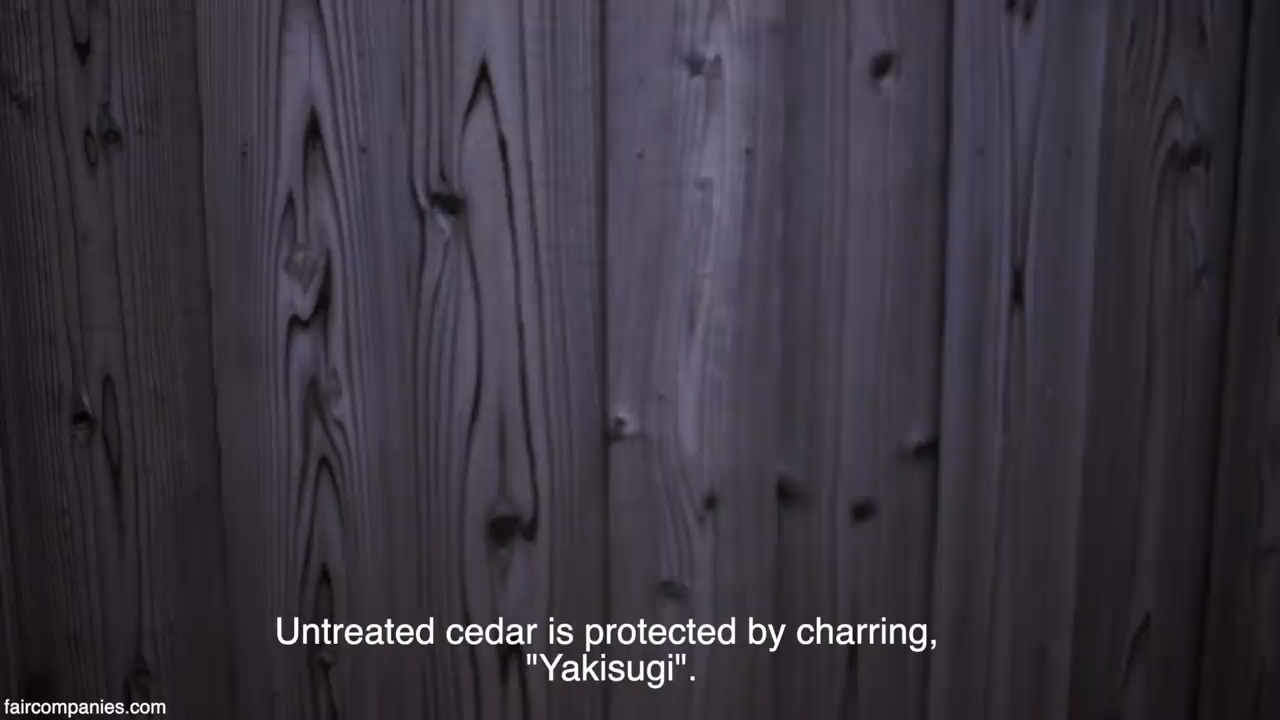 Untreated cedar is protected by charring,
"Yakisugi".
faircompanies.com